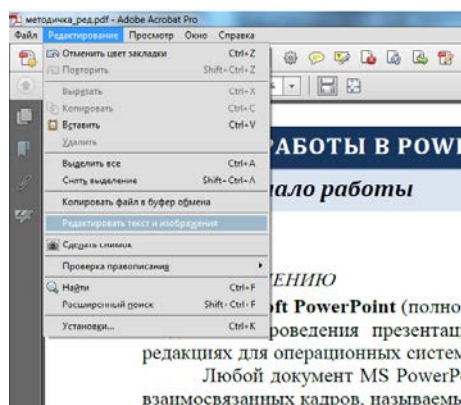 методичка_ред.pdf - Adobe Acrobat Pro
Файл Редактирование Просмотр Окно Справка
Отменить цвет закладки Ctrl+Z
Повторить Shift+Ctrl+Z
Вырезать Ctrl+X
Копировать Ctrl+C
Вставить Ctrl+V
Удалить
Выделить все Ctrl+A
Снять выделение Shift+Ctrl+A
Копировать файл в буфер обмена
Редактировать текст и изображения
Сделать снимок
Проверка правописания
Найти Ctrl+F
Расширенный поиск Shift+Ctrl+F
Установки... Ctrl+K
АБОТЫ В POWE
ало работы
ЕНИЮ
ft PowerPoint (полно
роведения презентац
редакциях для операционных систем
Любой документ MS PowerPo
взаимосвязанных кадров, называемы